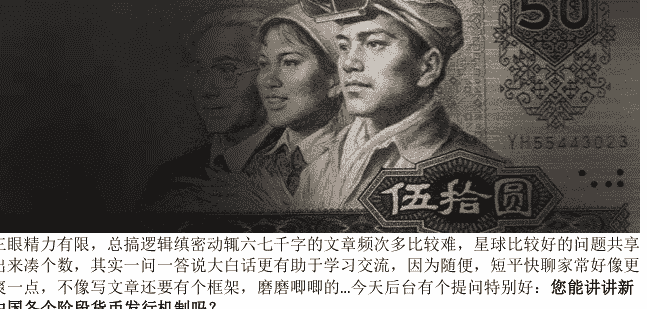 50
YH55443023
伍拾圆
眼精力有限，总搞逻辑缜密动辄六七千字的文章频次多比较难，星球比较好的问题共享
出来凑个数，其实一问一答说大白话更有助于学习交流，因为随便，短平快聊家常好像更
爽一点，不像写文章还要有个框架，磨磨唧唧的...今天后台有个提问特别好：您能讲讲新
中国各个阶段货币发行机制吗？